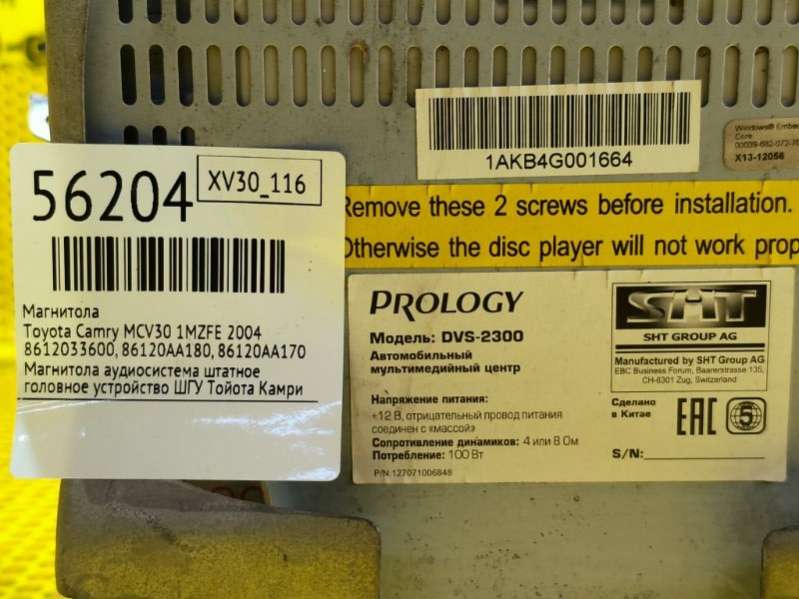 1AKB4G001664
Windows® Embe
Core
X13-12056
56204
XV30_116
Магнитола
Toyota Camry MCV30 1MZFE 2004
8612033600, 86120AA180, 86120AA170
Магнитола аудиосистема штатное
головное устройство ШГУ Тойота Камри
Remove these 2 screws before installation.
Otherwise the disc player will not work prop
PROLOGY
Модель: DVS-2300
Автомобильный
мультимедийный центр
Напряжение питания:
+12 В, отрицательный провод питания
соединен с «массой»
Сопротивление динамиков: 4 или 8 Ом
Потребление: 100 Вт
P/N:127071006848
SHT
SHT GROUP AG
Manufactured by SHT Group AG
EBC Business Forum, Baarerstrasse 135,
CH-6301 Zug, Switzerland
Сделано
в Китае
EAC
5
S/N: